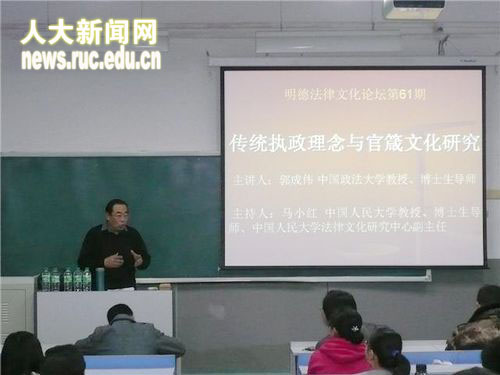 人大新闻网
news.ruc.edu.cn
明德法律文化论坛第61期
传统执政理念与官箴文化研究
主讲人：郭成伟 中国政法大学教授、博士生导师
主持人：马小红 中国人民大学教授、博士生导
师、中国人民大学法律文化研究中心副主任